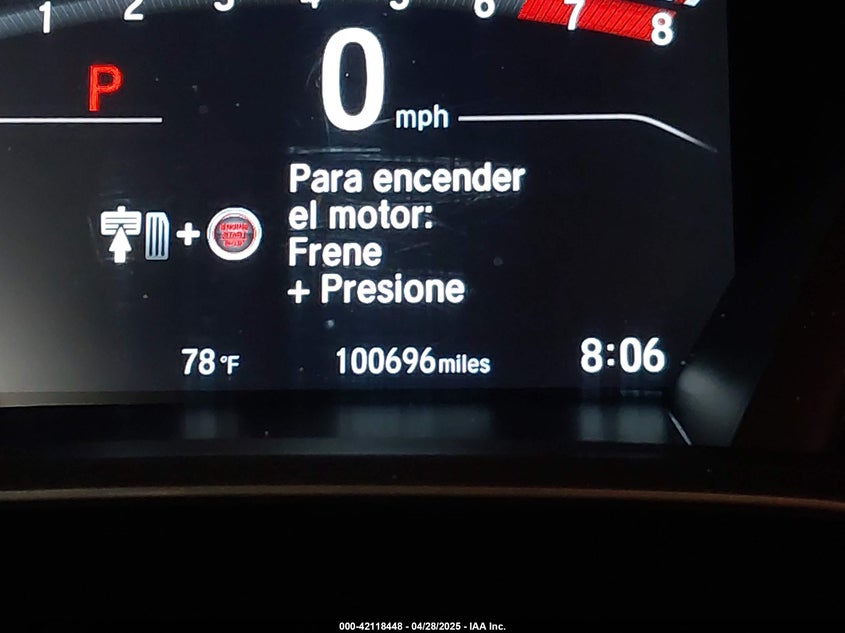 1 2 3 4 5 6 7 8
0 mph
P
Para encender
el motor:
Frene
+ Presione
+
78 °F 100696 miles 8:06
000-42118448 - 04/28/2025 - IAA Inc.